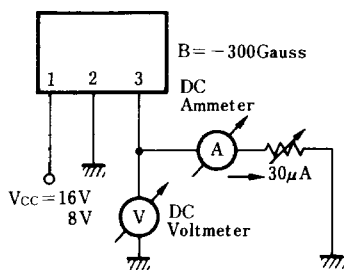 B=−300Gauss
1 2 3
DC
Ammeter
A
30μA
VCC=16V
8V
V
DC
Voltmeter